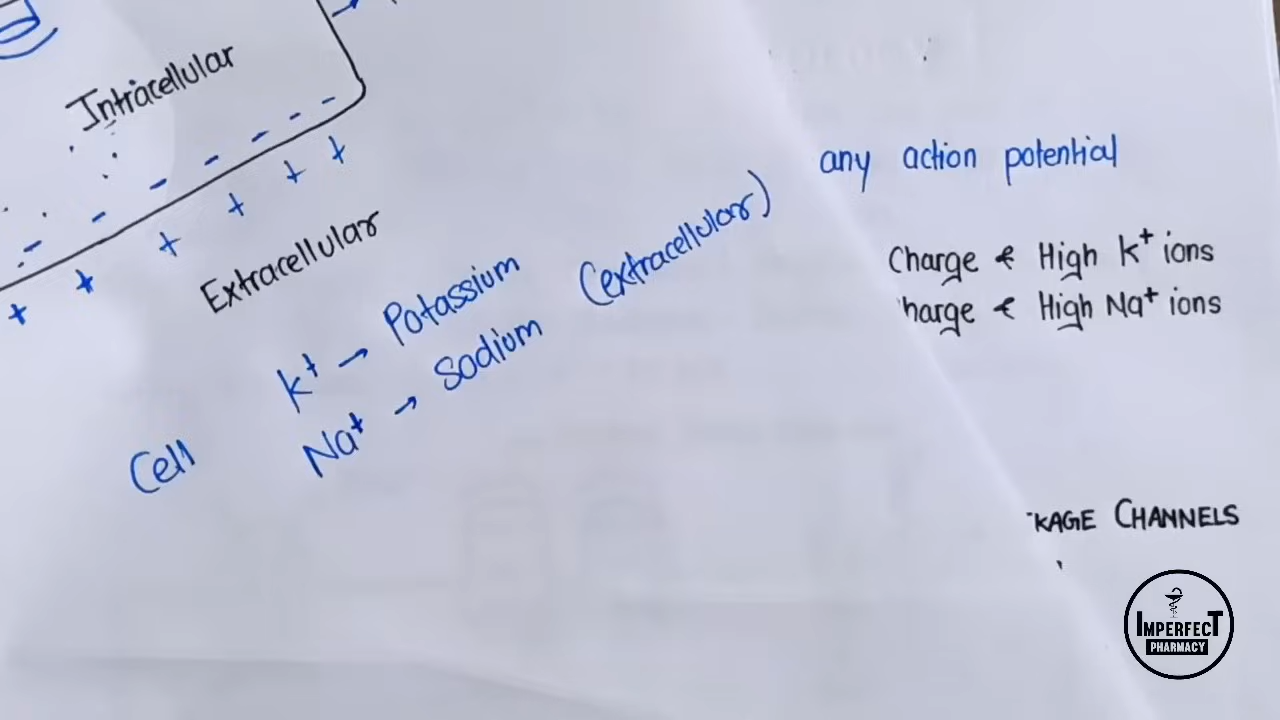 Intracellular
- - - - - - - -
+ + + + + +
Extracellular
K+ → Potassium
Na+ → Sodium (extracellular)
Cell
any action potential
Charge & High K+ ions
harge & High Na+ ions
KAGE CHANNELS
IMPERFECT
PHARMACY